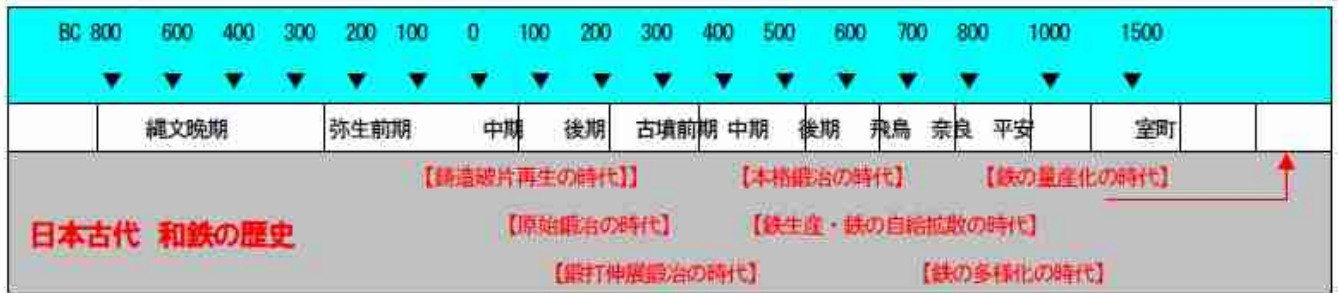 BC 800 600 400 300 200 100 0 100 200 300 400 500 600 700 800 1000 1500
縄文晩期 弥生前期 中期 後期 古墳前期 中期 後期 飛鳥 奈良 平安 室町
【鋳造破片再生の時代】】 【本格鍛冶の時代】 【鉄の量産化の時代】
日本古代 和鉄の歴史
【原始鍛冶の時代】 【鉄生産・鉄の自給拡散の時代】
【鍛打伸展鍛冶の時代】 【鉄の多様化の時代】